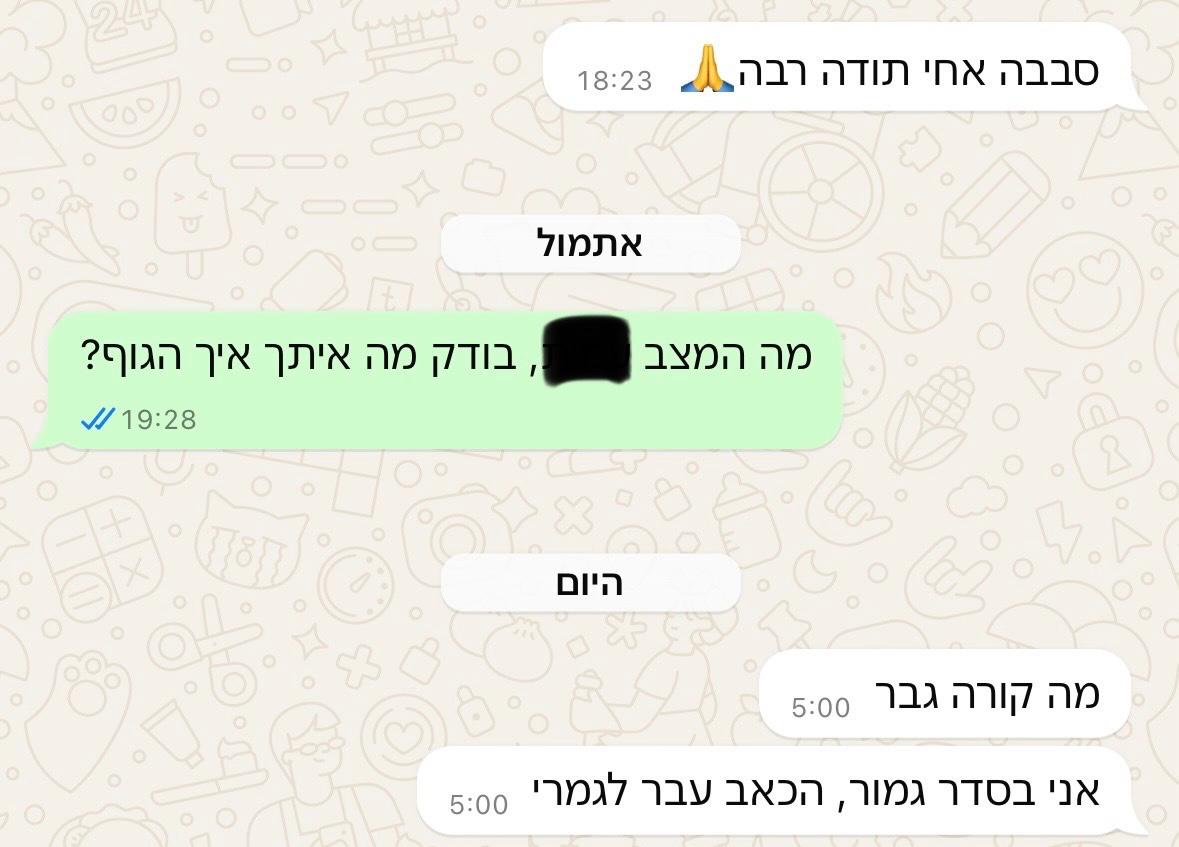 סבבה אחי תודה רבה🙏
18:23
אתמול
מה המצב , בודק מה איתך איך הגוף?
19:28
היום
מה קורה גבר
5:00
אני בסדר גמור, הכאב עבר לגמרי
5:00